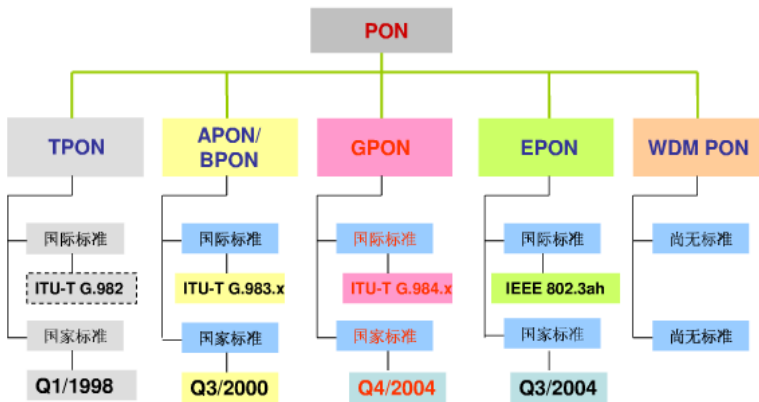 PON
TPON
APON/
BPON
GPON
EPON
WDM PON
国际标准
国际标准
国际标准
国际标准
尚无标准
ITU-T G.982
ITU-T G.983.x
ITU-T G.984.x
IEEE 802.3ah
国家标准
国家标准
国家标准
国家标准
尚无标准
Q1/1998
Q3/2000
Q4/2004
Q3/2004